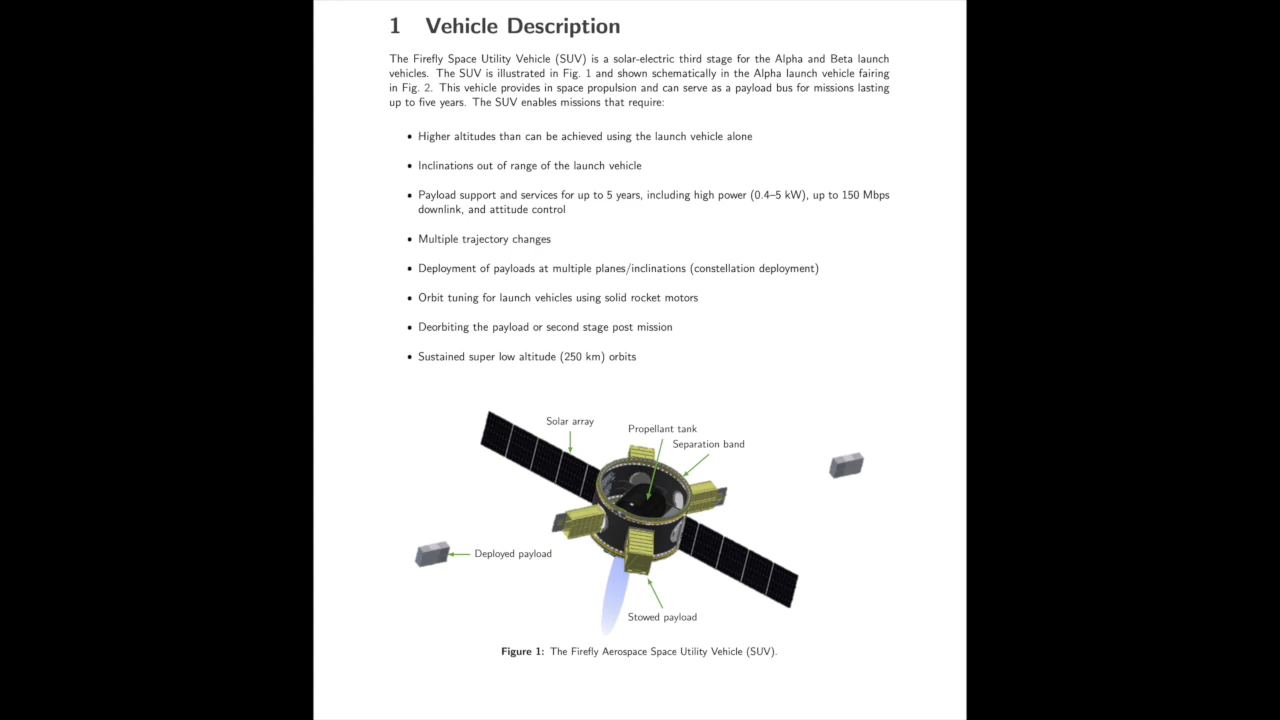 1 Vehicle Description
The Firefly Space Utility Vehicle (SUV) is a solar-electric third stage for the Alpha and Beta launch
vehicles. The SUV is illustrated in Fig. 1 and shown schematically in the Alpha launch vehicle fairing
in Fig. 2. This vehicle provides in space propulsion and can serve as a payload bus for missions lasting
up to five years. The SUV enables missions that require:
• Higher altitudes than can be achieved using the launch vehicle alone
• Inclinations out of range of the launch vehicle
• Payload support and services for up to 5 years, including high power (0.4–5 kW), up to 150 Mbps
downlink, and attitude control
• Multiple trajectory changes
• Deployment of payloads at multiple planes/inclinations (constellation deployment)
• Orbit tuning for launch vehicles using solid rocket motors
• Deorbiting the payload or second stage post mission
• Sustained super low altitude (250 km) orbits
Solar array
Propellant tank
Separation band
Deployed payload
Stowed payload
Figure 1: The Firefly Aerospace Space Utility Vehicle (SUV).